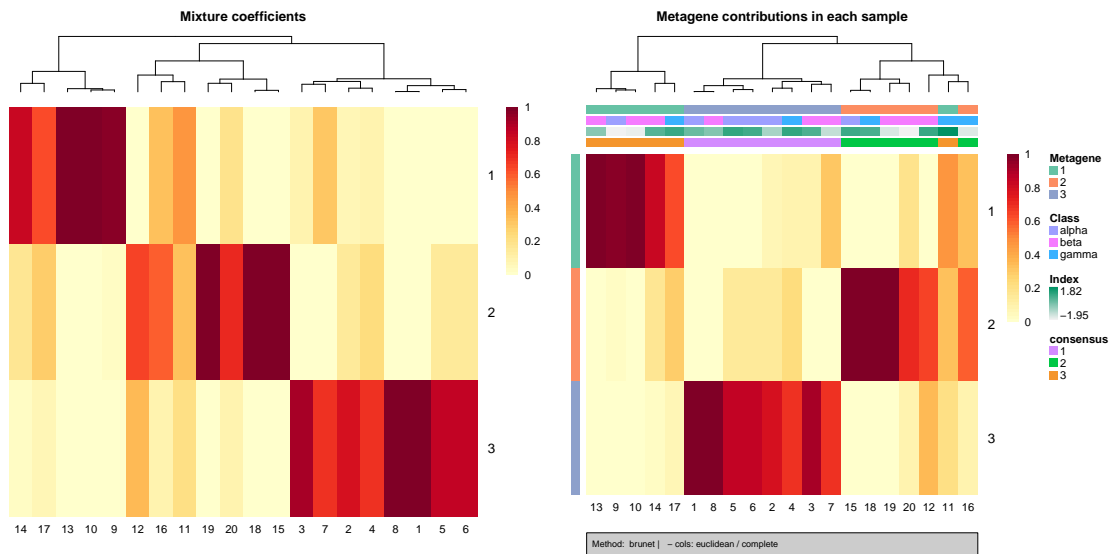 Mixture coefficients
1
0.8
0.6
0.4
0.2
0
1
2
3
14 17 13 10 9 12 16 11 19 20 18 15 3 7 2 4 8 1 5 6
Metagene contributions in each sample
1
0.8
0.6
0.4
0.2
0
1
2
3
13 9 10 14 17 1 8 5 6 2 4 3 7 15 18 19 20 12 11 16
Metagene
1
2
3
Class
alpha
beta
gamma
Index
1.82
−1.95
consensus
1
2
3
Method: brunet | − cols: euclidean / complete